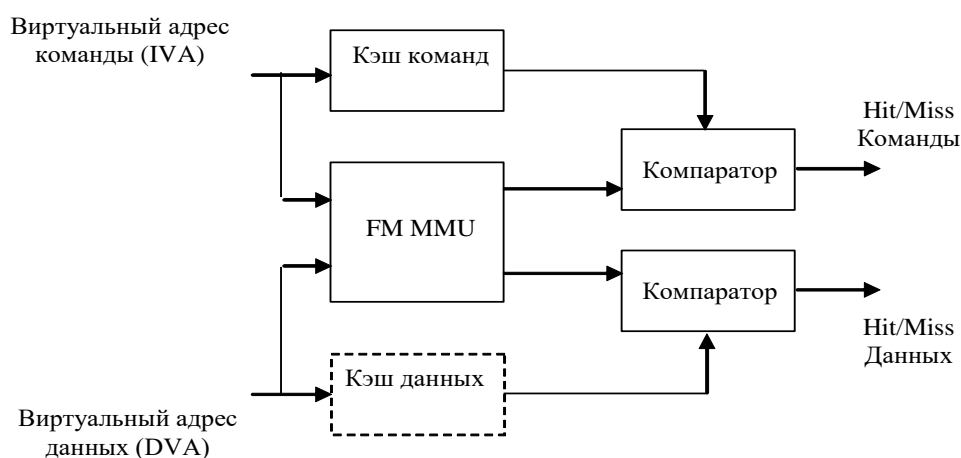 Виртуальный адрес
команды (IVA)
Кэш команд
Hit/Miss
Команды
Компаратор
FM MMU
Компаратор
Hit/Miss
Данных
Кэш данных
Виртуальный адрес
данных (DVA)